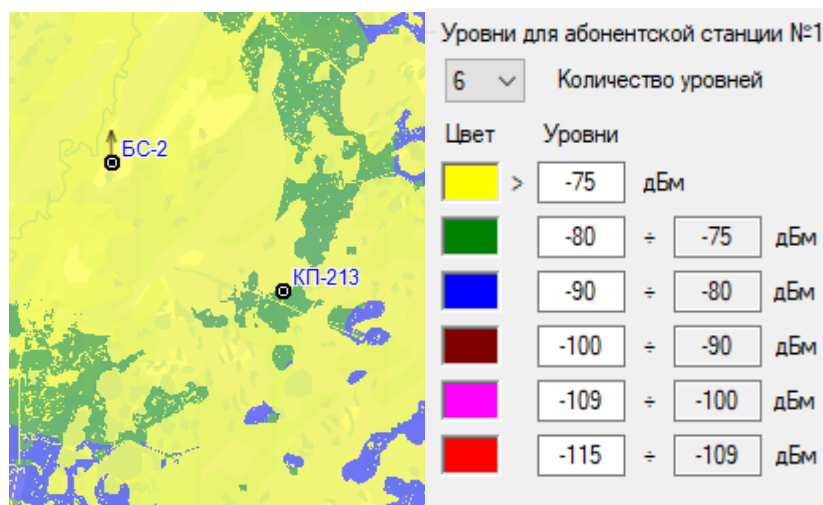 БС-2
КП-213
Уровни для абонентской станции №1
6 Количество уровней
Цвет Уровни
> -75 дБм
-80 ÷ -75 дБм
-90 ÷ -80 дБм
-100 ÷ -90 дБм
-109 ÷ -100 дБм
-115 ÷ -109 дБм